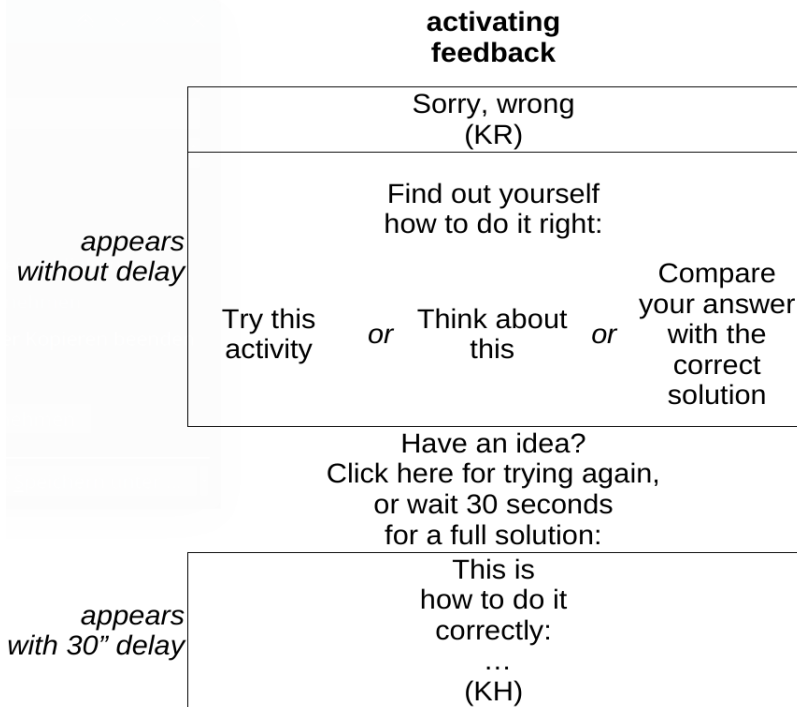 activating
feedback
Sorry, wrong
(KR)
appears
without delay
Find out yourself
how to do it right:
Try this
activity
or
Think about
this
or
Compare
your answer
with the
correct
solution
Have an idea?
Click here for trying again,
or wait 30 seconds
for a full solution:
appears
with 30” delay
This is
how to do it
correctly:
…
(KH)